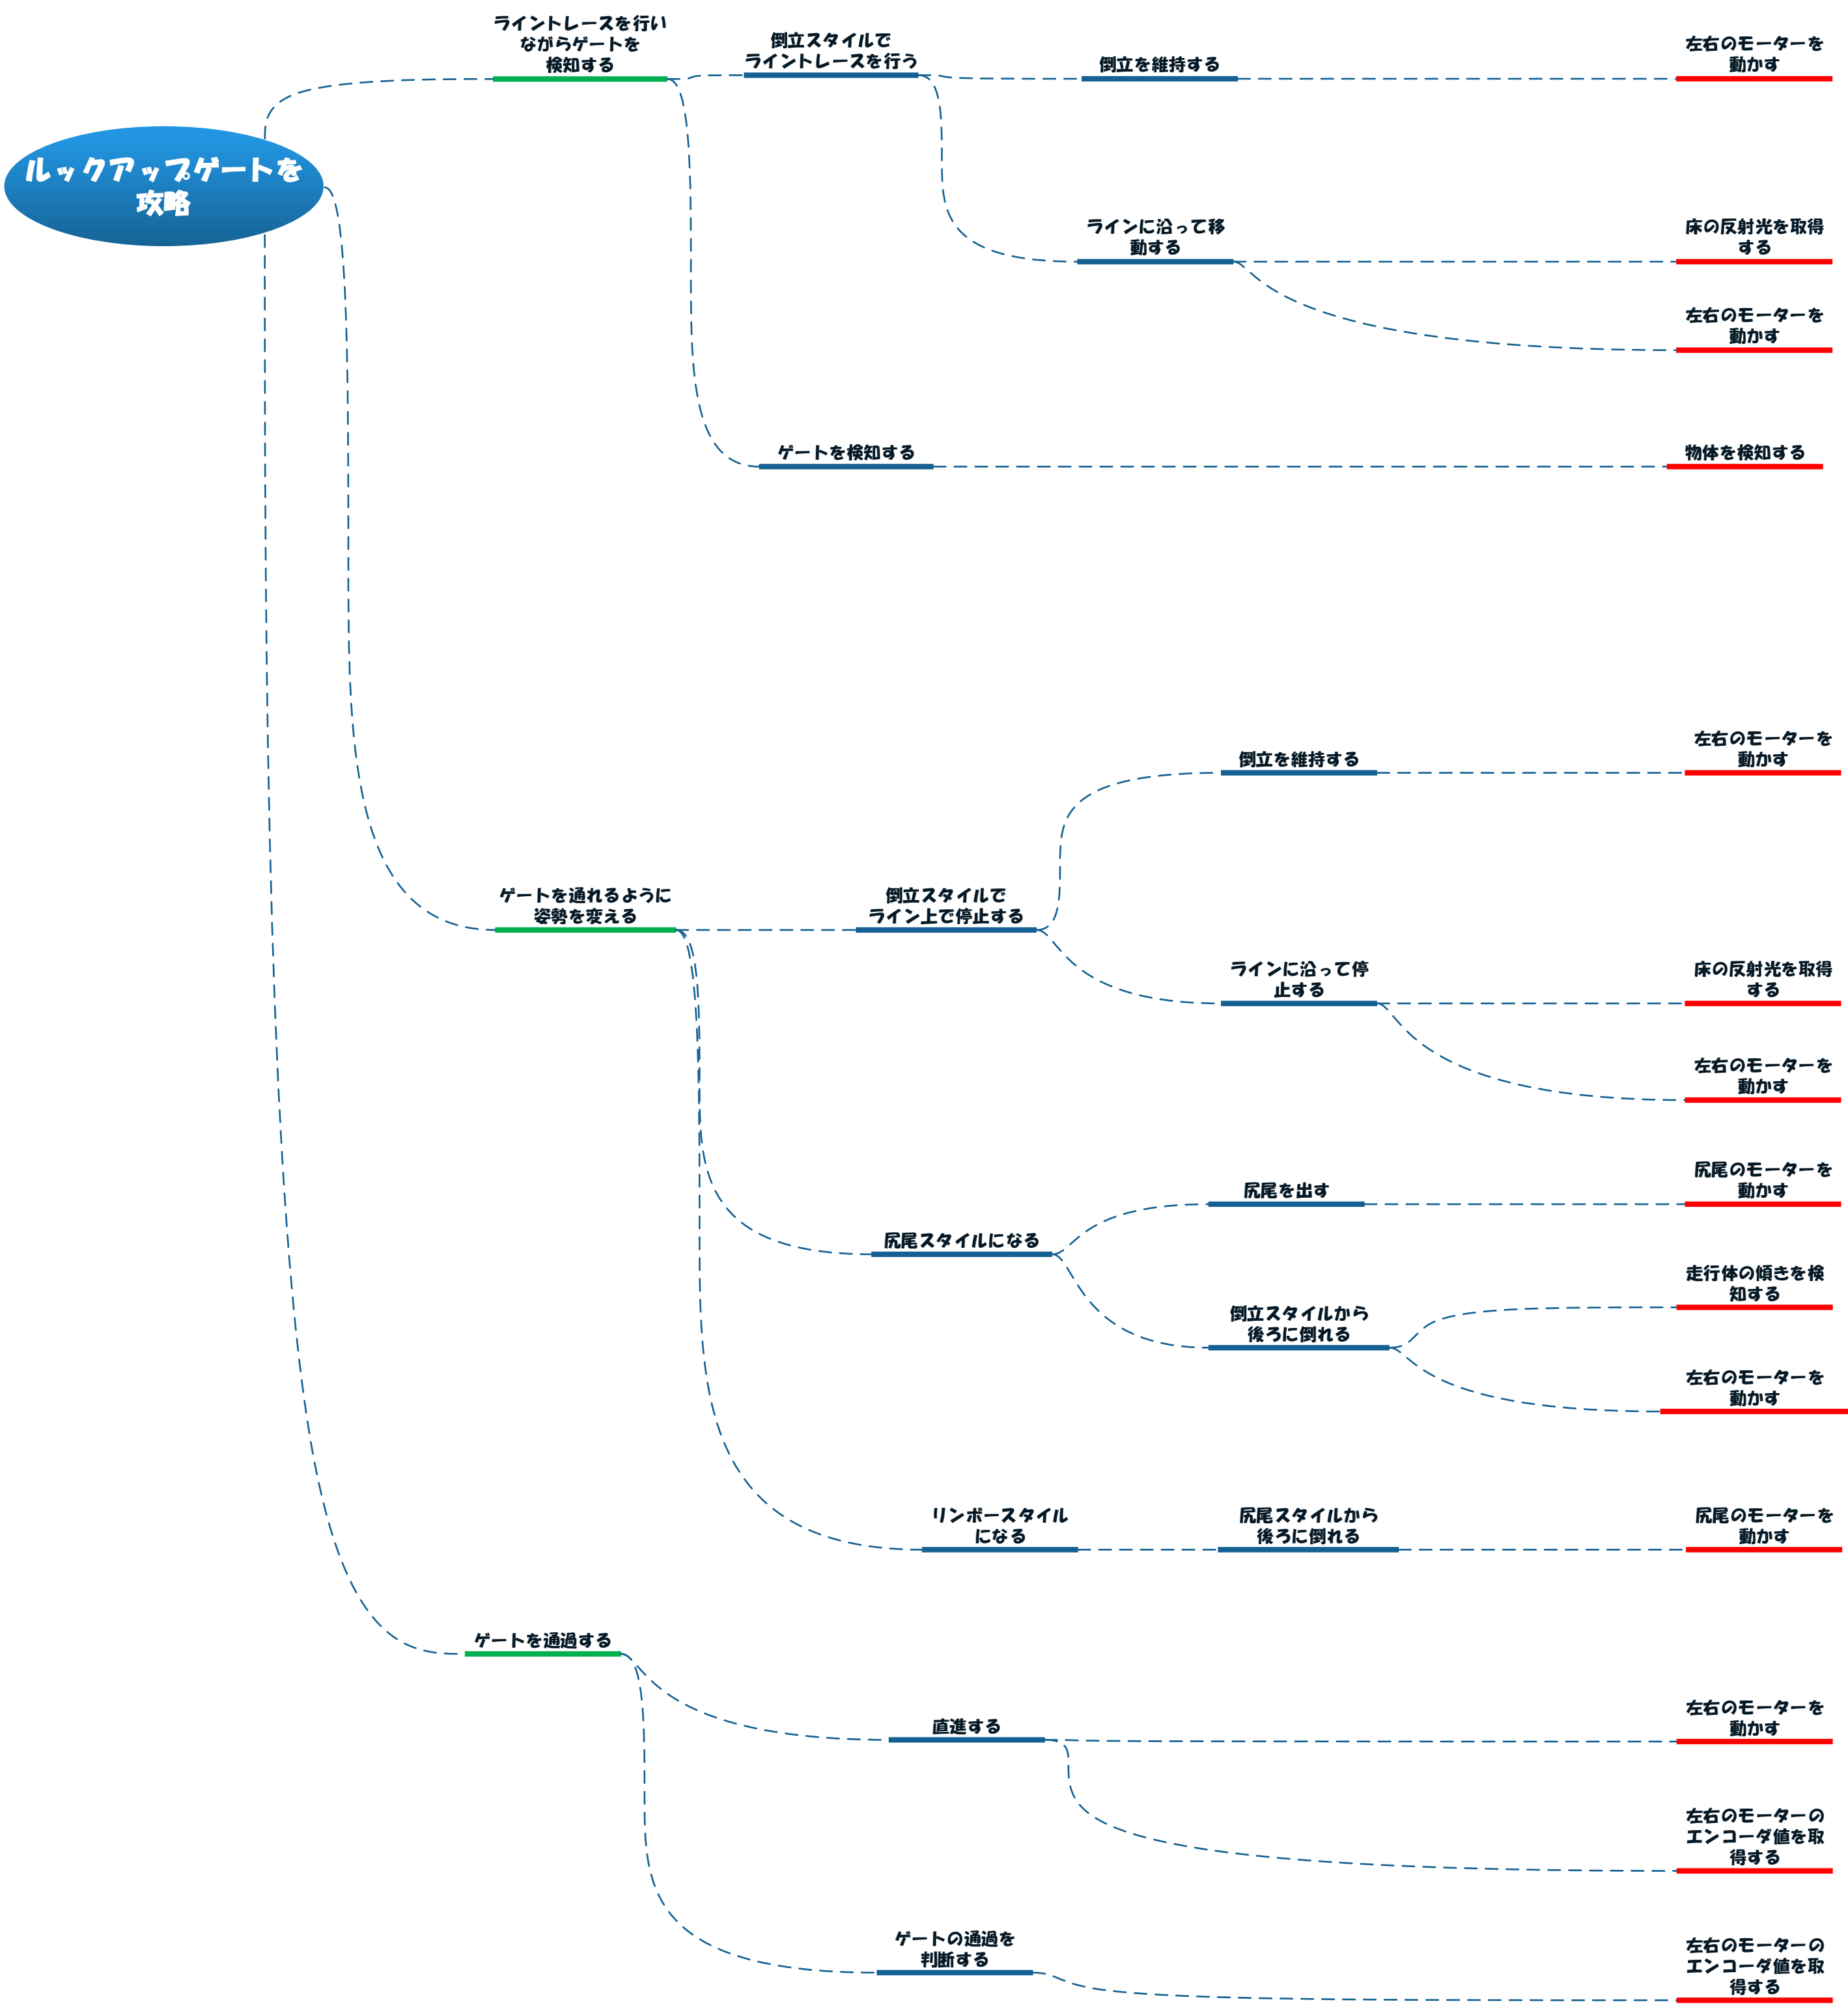 ルックアップゲートを
攻略
ライントレースを行い
ながらゲートを
検知する
倒立スタイルで
ライントレースを行う
倒立を維持する
左右のモーターを
動かす
ラインに沿って移
動する
床の反射光を取得
する
左右のモーターを
動かす
ゲートを検知する
物体を検知する
ゲートを通れるように
姿勢を変える
倒立スタイルで
ライン上で停止する
倒立を維持する
左右のモーターを
動かす
ラインに沿って停
止する
床の反射光を取得
する
左右のモーターを
動かす
尻尾スタイルになる
尻尾を出す
尻尾のモーターを
動かす
倒立スタイルから
後ろに倒れる
走行体の傾きを検
知する
左右のモーターを
動かす
リンボースタイル
になる
尻尾スタイルから
後ろに倒れる
尻尾のモーターを
動かす
ゲートを通過する
直進する
左右のモーターを
動かす
左右のモーターの
エンコーダ値を取
得する
ゲートの通過を
判断する
左右のモーターの
エンコーダ値を取
得する